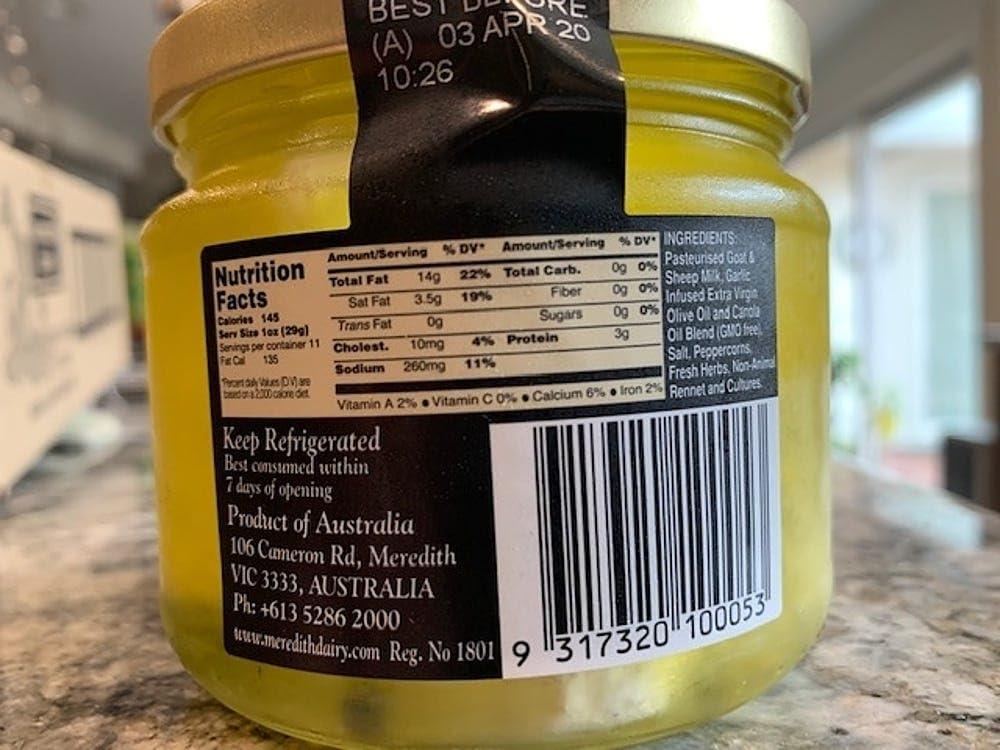 BEST BEFORE
(A) 03 APR 20
10:26
Nutrition
Facts
Calories 145
Serv Size 1oz (29g)
Servings per container 11
Fat Cal 135
*Percent daily Values (DV) are
based on a 2,000 calorie diet.
Amount/Serving % DV* Amount/Serving % DV*
Total Fat 14g 22% Total Carb. 0g 0%
Sat Fat 3.5g 19% Fiber 0g 0%
Trans Fat 0g Sugars 0g 0%
Cholest. 10mg 4% Protein 3g
Sodium 260mg 11%
Vitamin A 2% ● Vitamin C 0% ● Calcium 6% ● Iron 2%
INGREDIENTS:
Pasteurised Goat &
Sheep Milk, Garlic
Infused Extra Virgin
Olive Oil and Canola
Oil Blend (GMO free),
Salt, Peppercorns,
Fresh Herbs, Non-Animal
Rennet and Cultures.
Keep Refrigerated
Best consumed within
7 days of opening
Product of Australia
106 Cameron Rd, Meredith
VIC 3333, AUSTRALIA
Ph: +613 5286 2000
www.meredithdairy.com Reg. No 1801
9 317320 100053